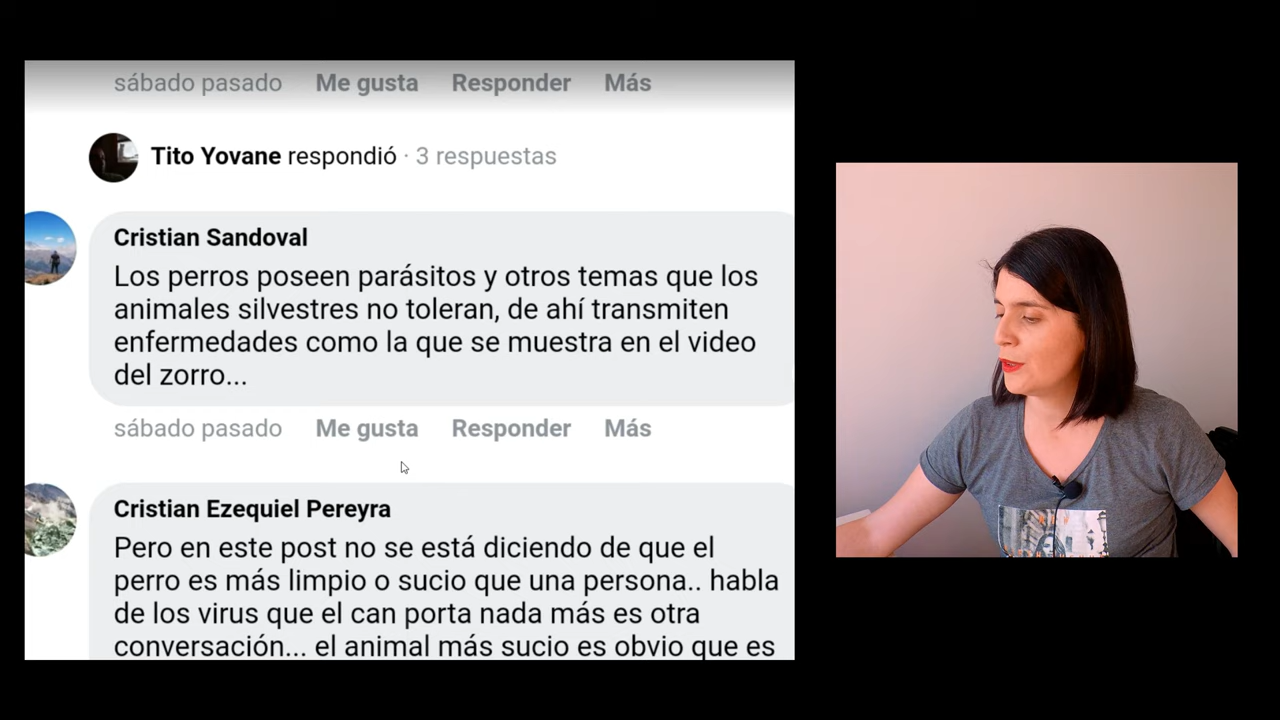 sábado pasado Me gusta Responder Más
Tito Yovane respondió · 3 respuestas
Cristian Sandoval
Los perros poseen parásitos y otros temas que los
animales silvestres no toleran, de ahí transmiten
enfermedades como la que se muestra en el video
del zorro...
sábado pasado Me gusta Responder Más
Cristian Ezequiel Pereyra
Pero en este post no se está diciendo de que el
perro es más limpio o sucio que una persona.. habla
de los virus que el can porta nada más es otra
conversación... el animal más sucio es obvio que es